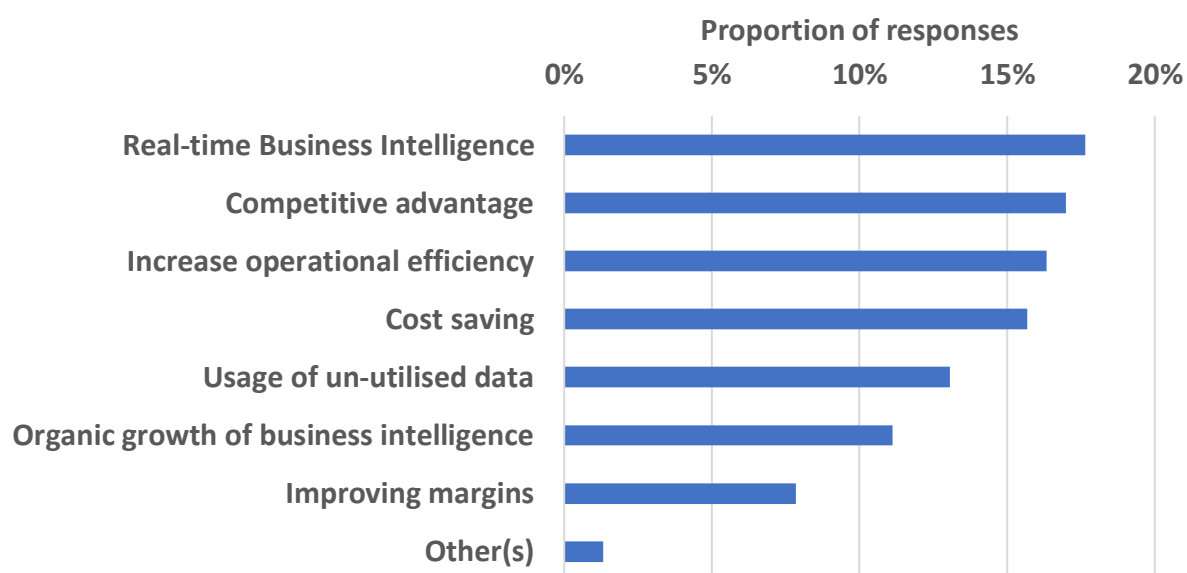 Proportion of responses
0% 5% 10% 15% 20%
Real-time Business Intelligence
Competitive advantage
Increase operational efficiency
Cost saving
Usage of un-utilised data
Organic growth of business intelligence
Improving margins
Other(s)